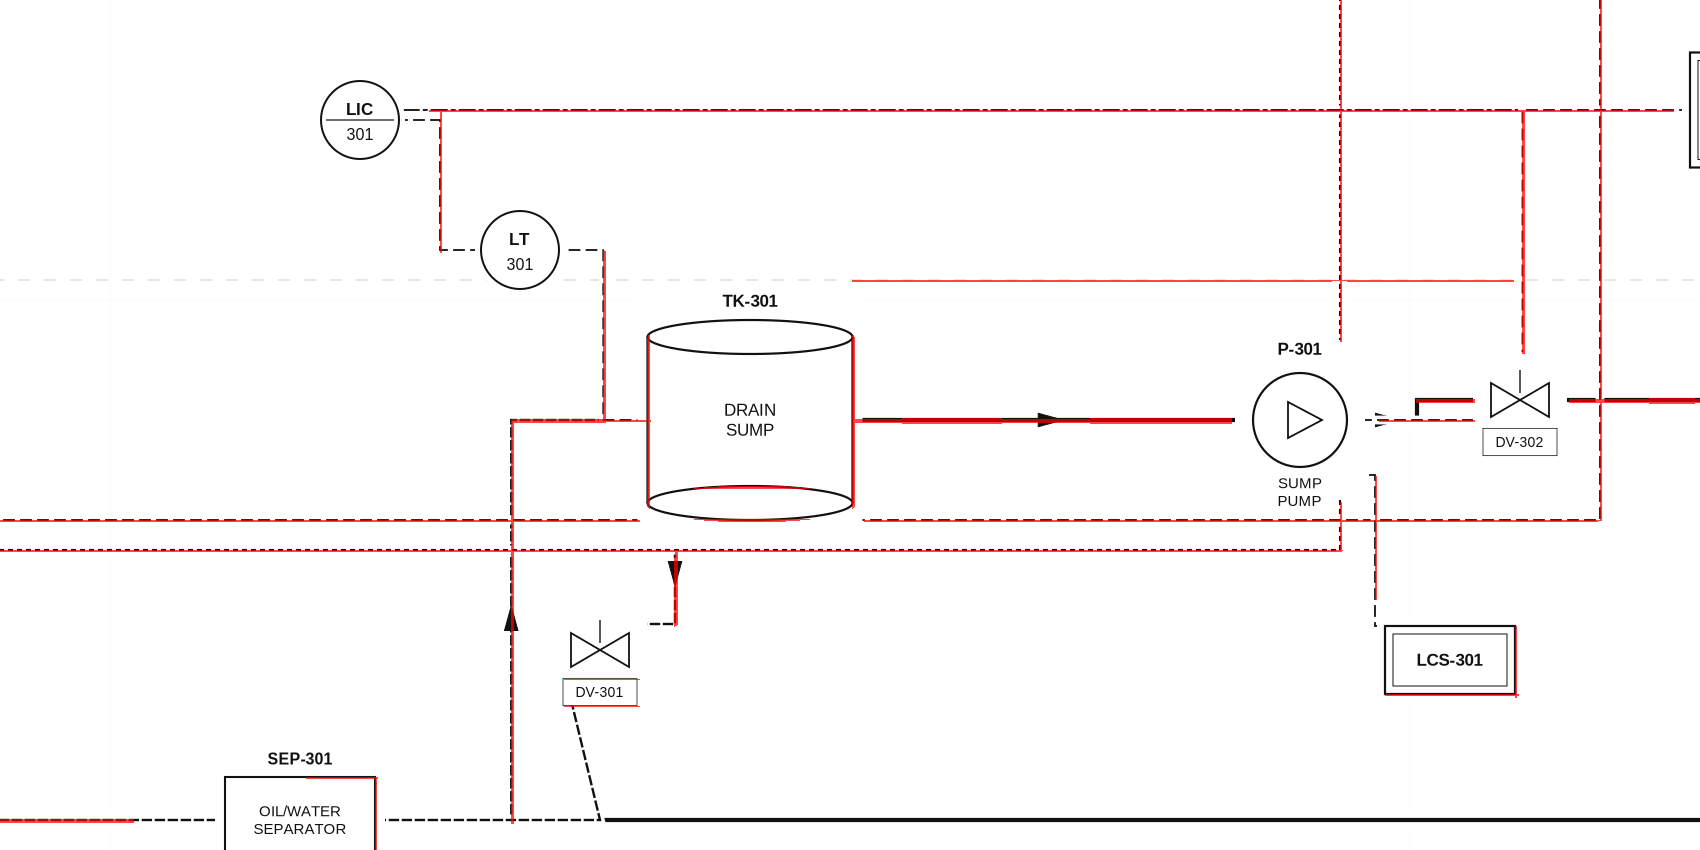 LIC
301
LT
301
TK-301
DRAIN
SUMP
P-301
SUMP
PUMP
DV-302
LCS-301
DV-301
SEP-301
OIL/WATER
SEPARATOR